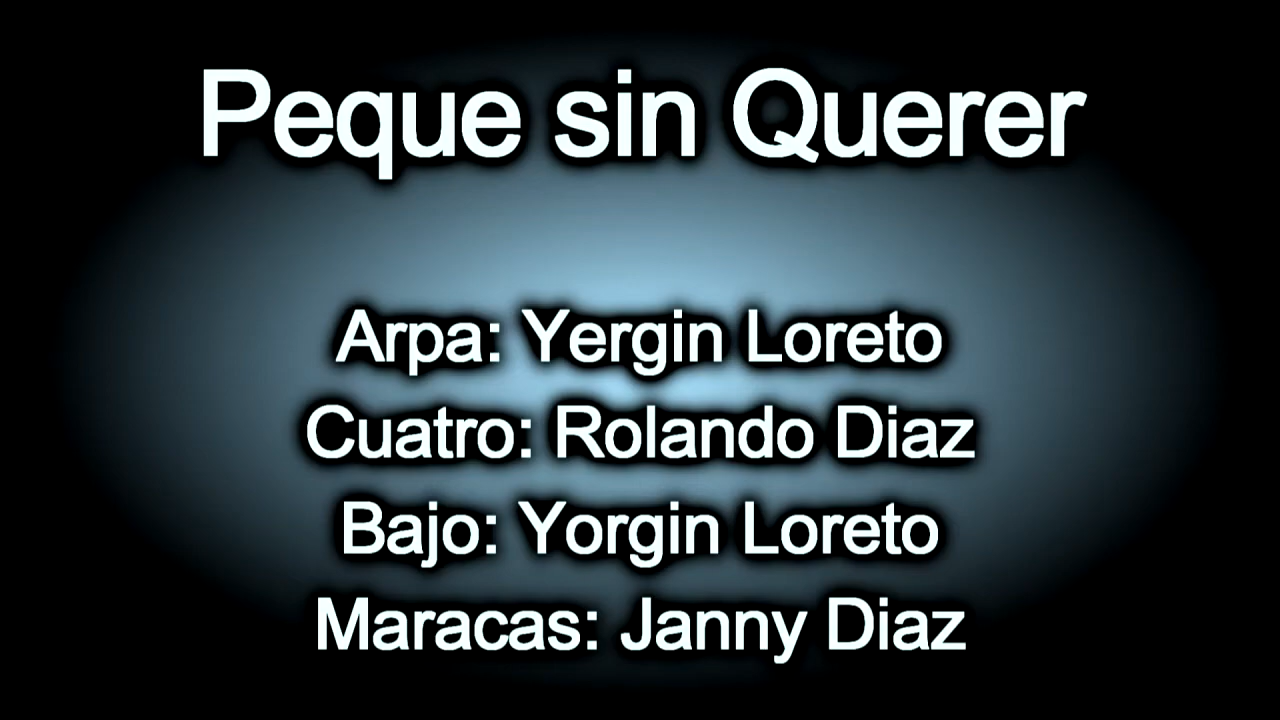 Peque sin Querer
Arpa: Yergin Loreto
Cuatro: Rolando Diaz
Bajo: Yorgin Loreto
Maracas: Janny Diaz